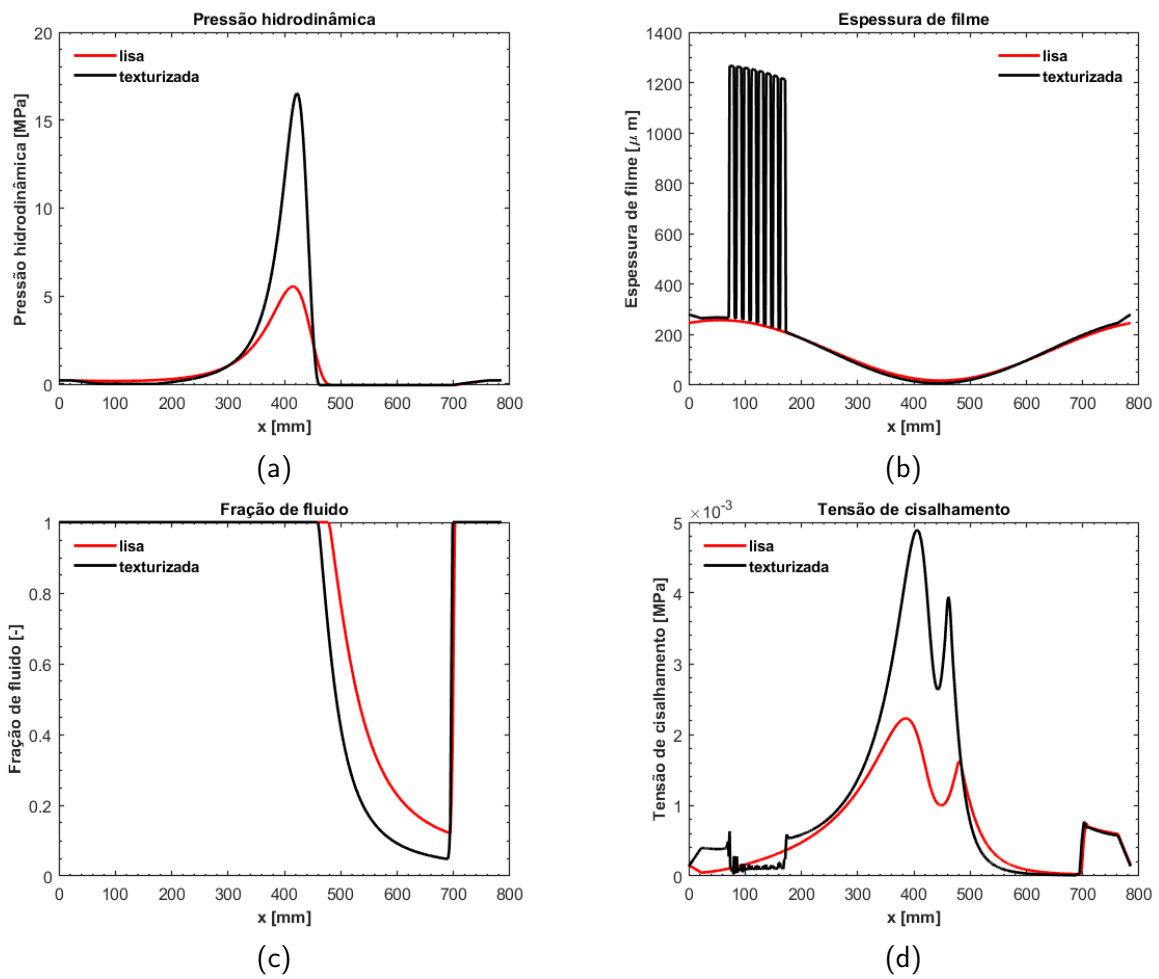 Pressão hidrodinâmica
20
lisa
texturizada
15
10
5
0
Pressão hidrodinâmica [MPa]
0 100 200 300 400 500 600 700 800
x [mm]
(a)
Espessura de filme
1400
lisa
texturizada
1200
1000
800
600
400
200
0
Espessura de filme [μ m]
0 100 200 300 400 500 600 700 800
x [mm]
(b)
Fração de fluido
1
lisa
texturizada
0.8
0.6
0.4
0.2
0
Fração de fluido [-]
0 100 200 300 400 500 600 700 800
x [mm]
(c)
Tensão de cisalhamento
×10⁻³
5
lisa
texturizada
4
3
2
1
0
Tensão de cisalhamento [MPa]
0 100 200 300 400 500 600 700 800
x [mm]
(d)